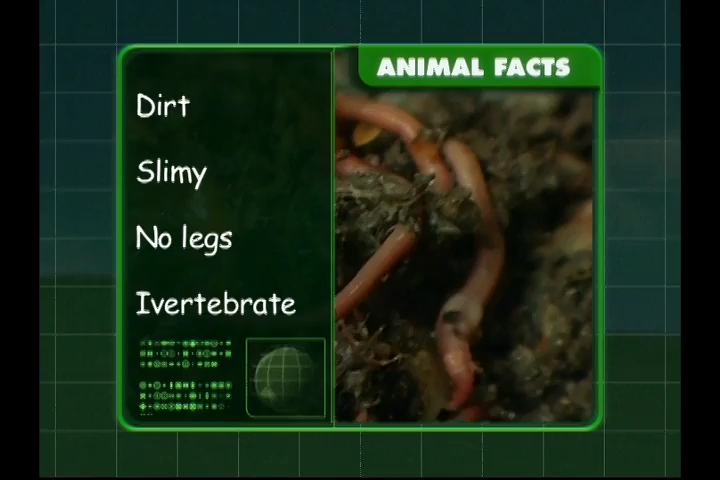 ANIMAL FACTS
Dirt
Slimy
No legs
Ivertebrate